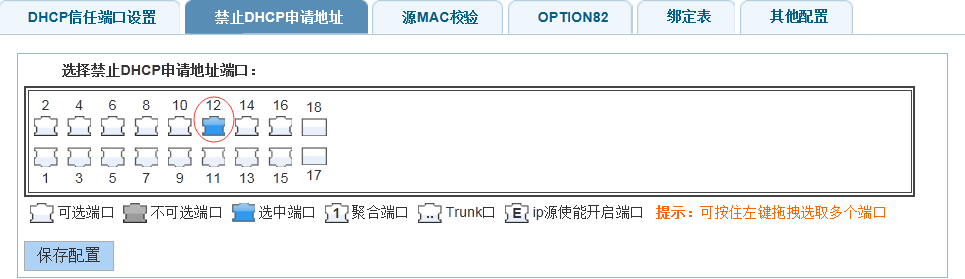 DHCP信任端口设置 禁止DHCP申请地址 源MAC校验 OPTION82 绑定表 其他配置
选择禁止DHCP申请地址端口：
2 4 6 8 10 12 14 16 18
1 3 5 7 9 11 13 15 17
可选端口 不可选端口 选中端口 1 聚合端口 .. Trunk口 E ip源使能开启端口 提示：可按住左键拖拽选取多个端口
保存配置